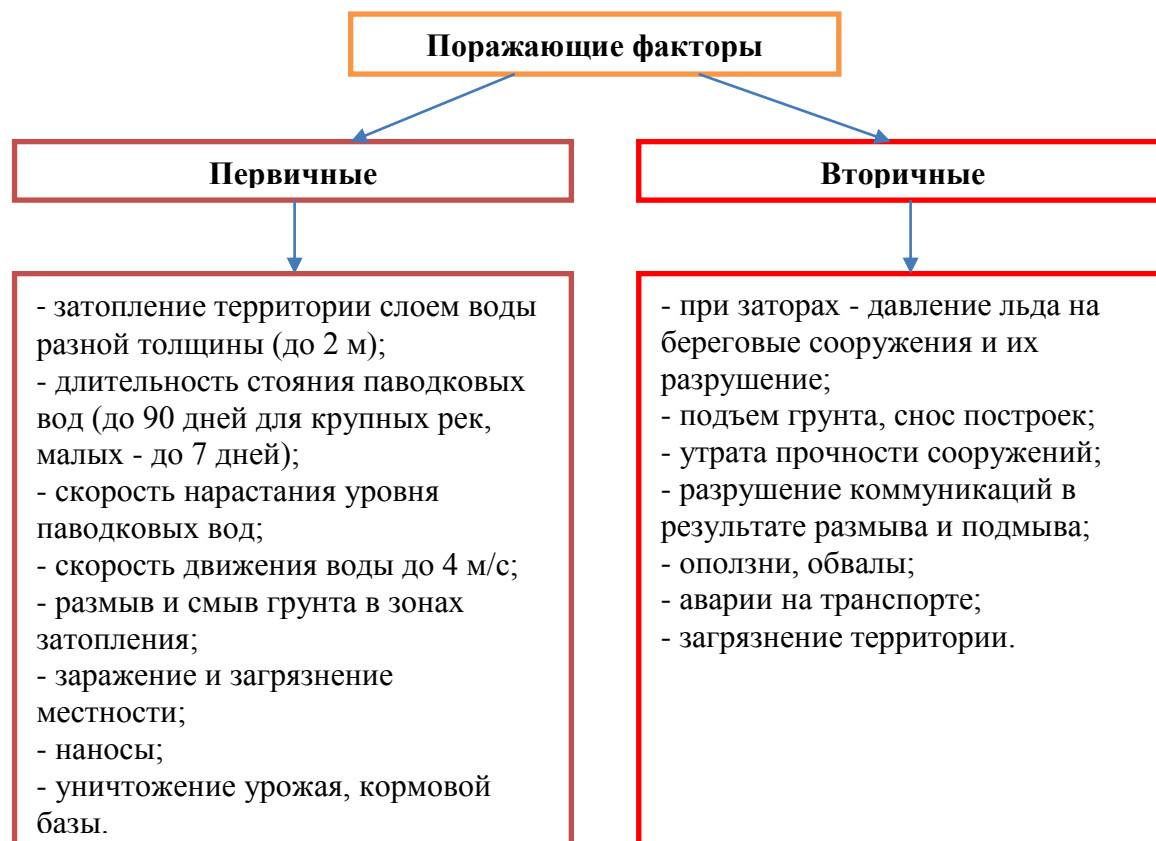 Поражающие факторы
Первичные
Вторичные
- затопление территории слоем воды
разной толщины (до 2 м);
- длительность стояния паводковых
вод (до 90 дней для крупных рек,
малых - до 7 дней);
- скорость нарастания уровня
паводковых вод;
- скорость движения воды до 4 м/с;
- размыв и смыв грунта в зонах
затопления;
- заражение и загрязнение
местности;
- наносы;
- уничтожение урожая, кормовой
базы.
- при заторах - давление льда на
береговые сооружения и их
разрушение;
- подъем грунта, снос построек;
- утрата прочности сооружений;
- разрушение коммуникаций в
результате размыва и подмыва;
- оползни, обвалы;
- аварии на транспорте;
- загрязнение территории.